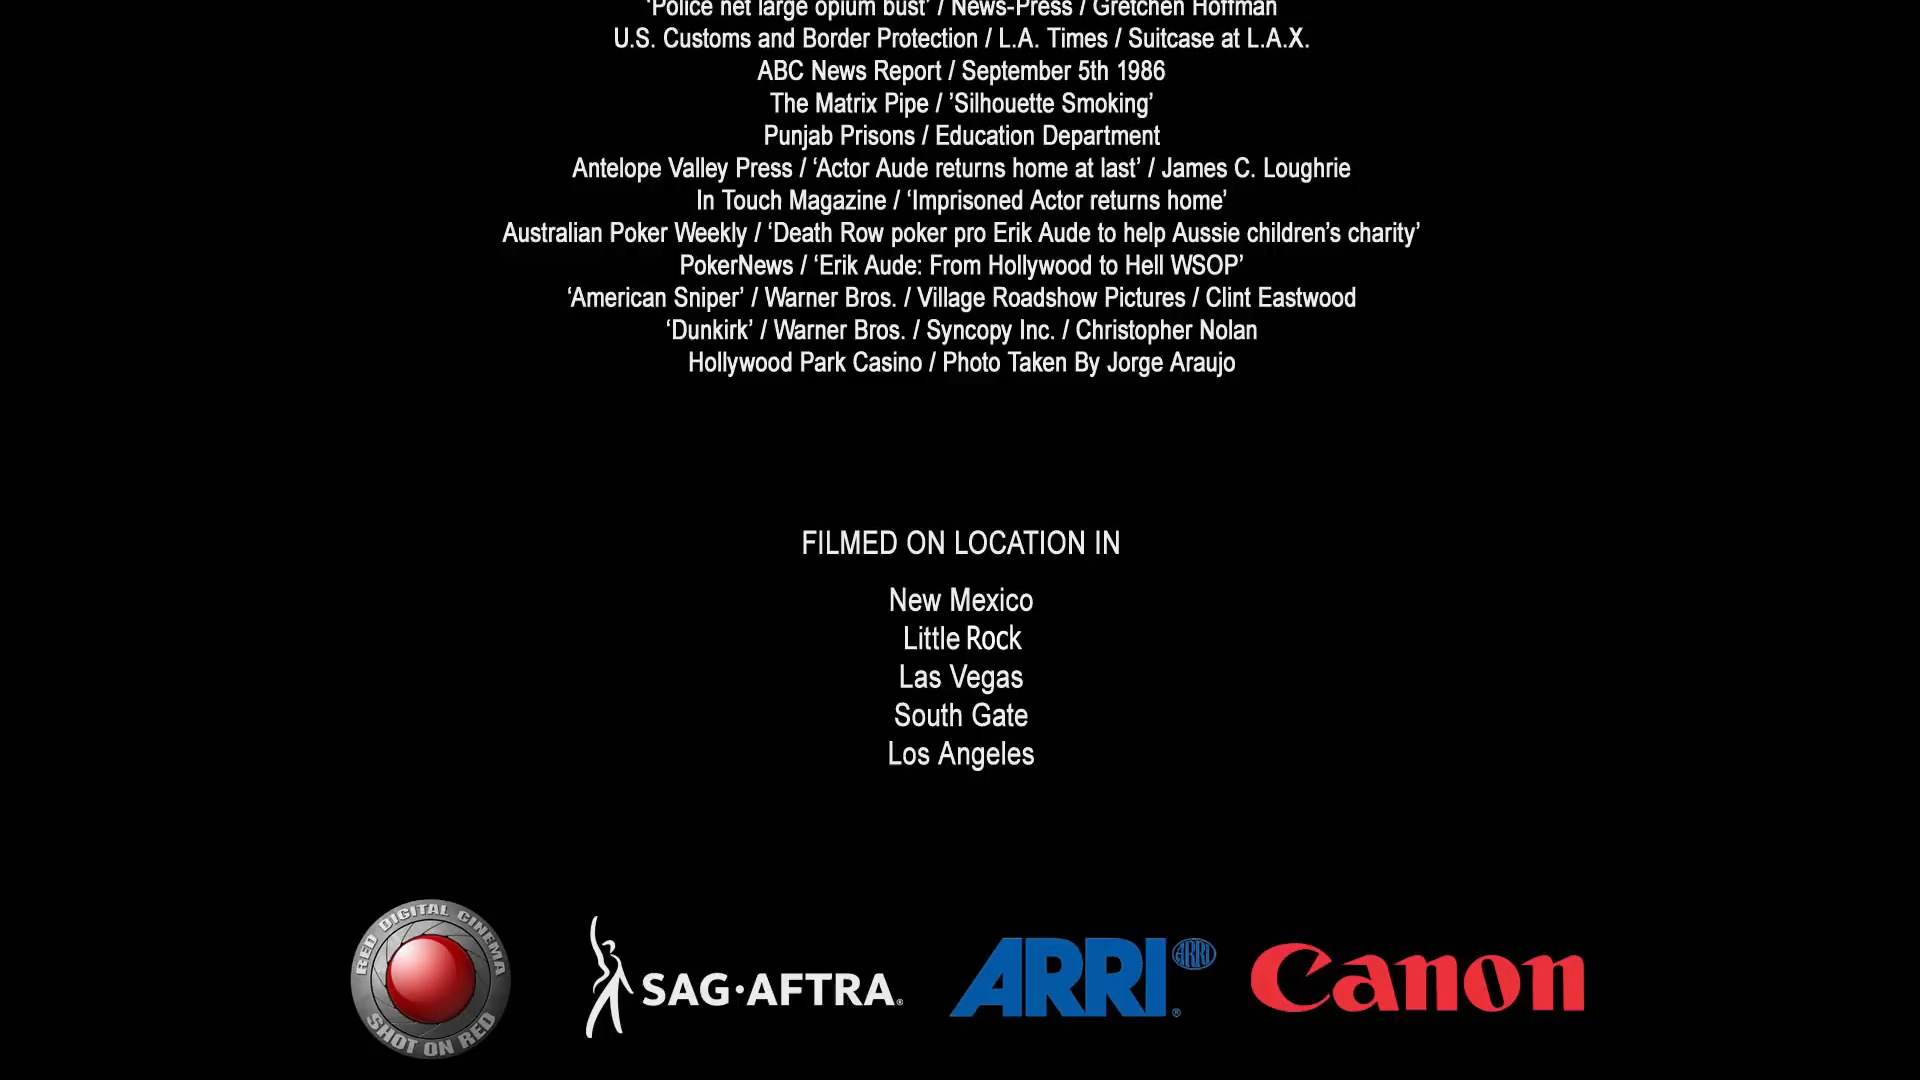 ‘Police net large opium bust’ / News-Press / Gretchen Hoffman
U.S. Customs and Border Protection / L.A. Times / Suitcase at L.A.X.
ABC News Report / September 5th 1986
The Matrix Pipe / ’Silhouette Smoking’
Punjab Prisons / Education Department
Antelope Valley Press / ‘Actor Aude returns home at last’ / James C. Loughrie
In Touch Magazine / ‘Imprisoned Actor returns home’
Australian Poker Weekly / ‘Death Row poker pro Erik Aude to help Aussie children’s charity’
PokerNews / ‘Erik Aude: From Hollywood to Hell WSOP’
‘American Sniper’ / Warner Bros. / Village Roadshow Pictures / Clint Eastwood
‘Dunkirk’ / Warner Bros. / Syncopy Inc. / Christopher Nolan
Hollywood Park Casino / Photo Taken By Jorge Araujo
FILMED ON LOCATION IN
New Mexico
Little Rock
Las Vegas
South Gate
Los Angeles
RED DIGITAL CINEMA
SHOT ON RED
SAG·AFTRA®
ARRI ARRI ®
Canon